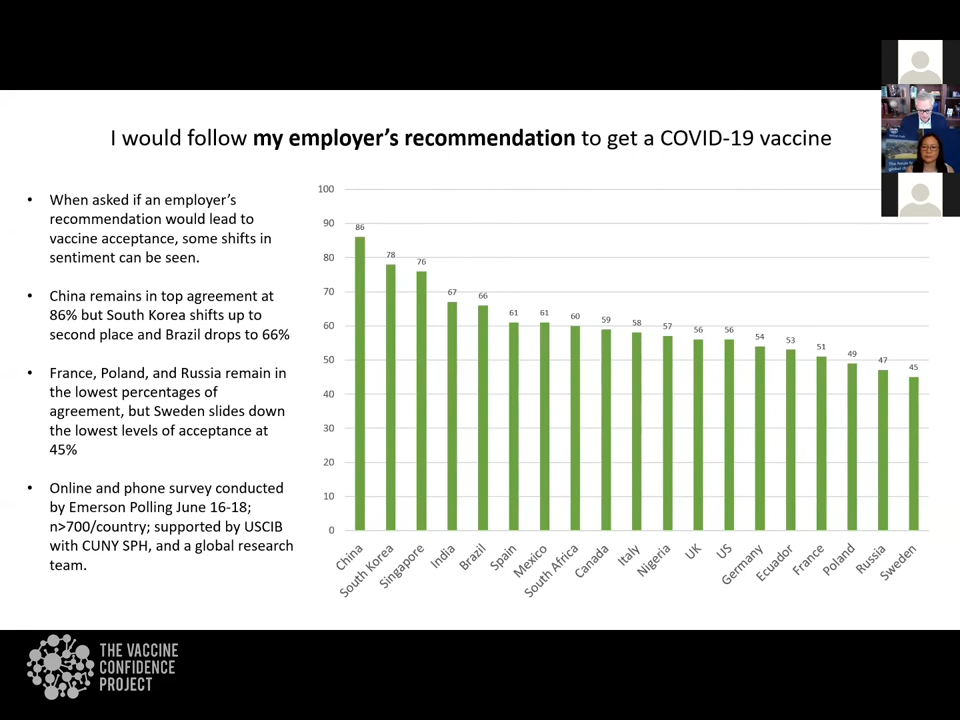 I would follow my employer's recommendation to get a COVID-19 vaccine
• When asked if an employer's
recommendation would lead to
vaccine acceptance, some shifts in
sentiment can be seen.
• China remains in top agreement at
86% but South Korea shifts up to
second place and Brazil drops to 66%
• France, Poland, and Russia remain in
the lowest percentages of
agreement, but Sweden slides down
the lowest levels of acceptance at
45%
• Online and phone survey conducted
by Emerson Polling June 16-18;
n>700/country; supported by USCIB
with CUNY SPH, and a global research
team.
100
90
80
70
60
50
40
30
20
10
0
86
78
76
67
66
61
61
60
59
58
57
56
56
54
53
51
49
47
45
China
South Korea
Singapore
India
Brazil
Spain
Mexico
South Africa
Canada
Italy
Nigeria
UK
US
Germany
Ecuador
France
Poland
Russia
Sweden
THE VACCINE
CONFIDENCE
PROJECT